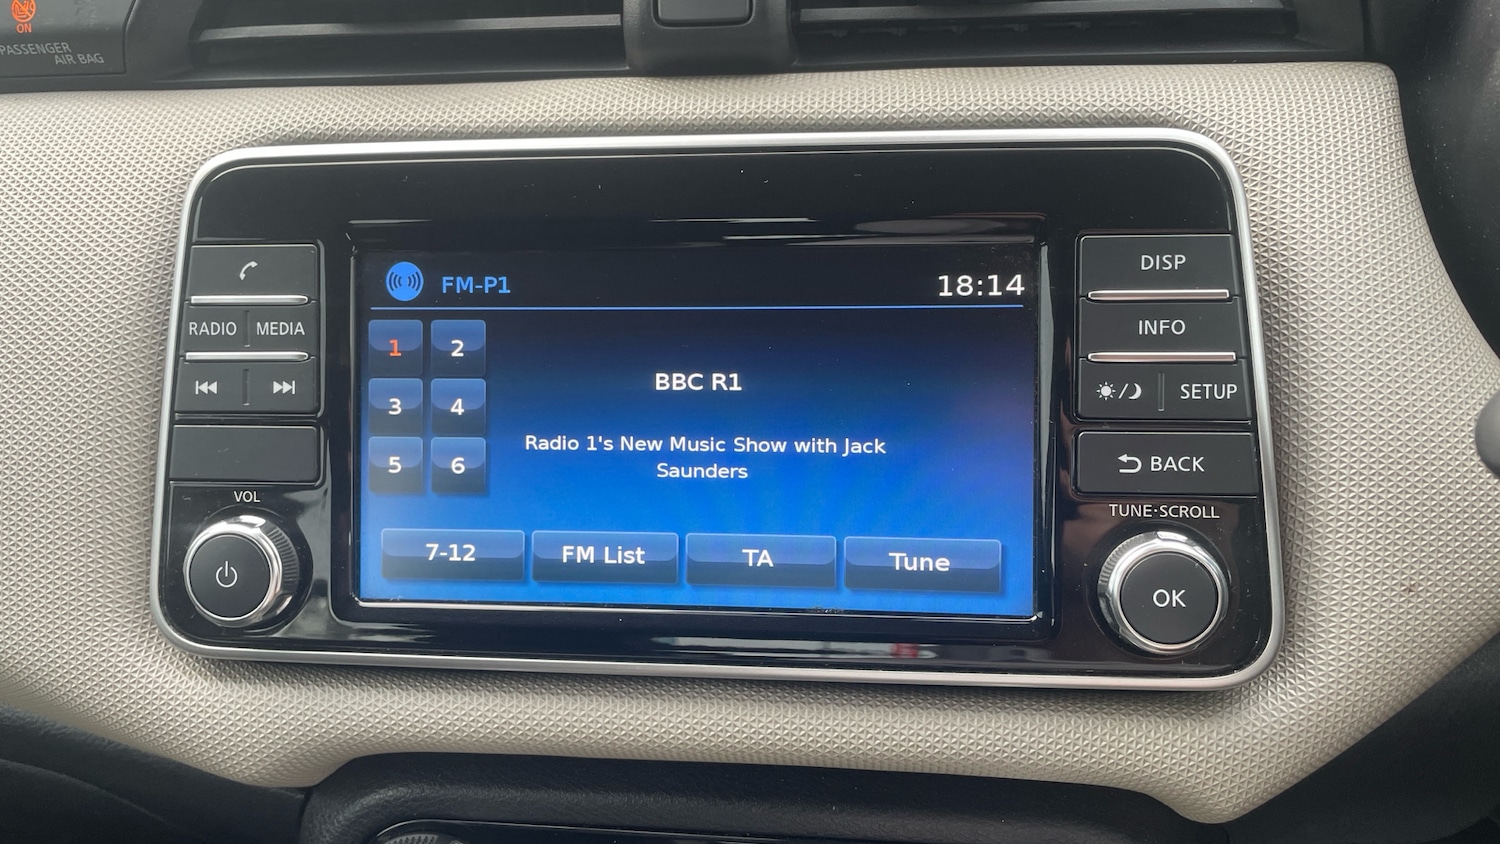 ON
PASSENGER
AIR BAG
RADIO MEDIA
VOL
FM-P1
18:14
1 2
3 4
5 6
BBC R1
Radio 1's New Music Show with Jack
Saunders
7-12 FM List TA Tune
DISP
INFO
SETUP
BACK
TUNE·SCROLL
OK